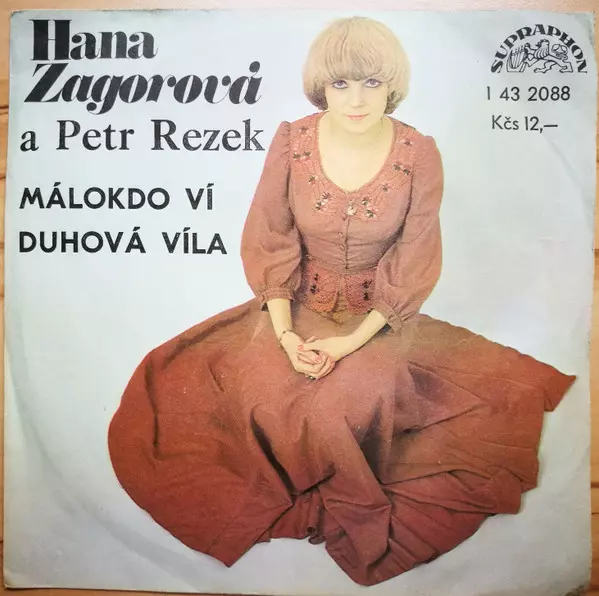 Hana
Zagorová
a Petr Rezek
MÁLOKDO VÍ
DUHOVÁ VÍLA
SUPRAPHON
1 43 2088
Kčs 12,—